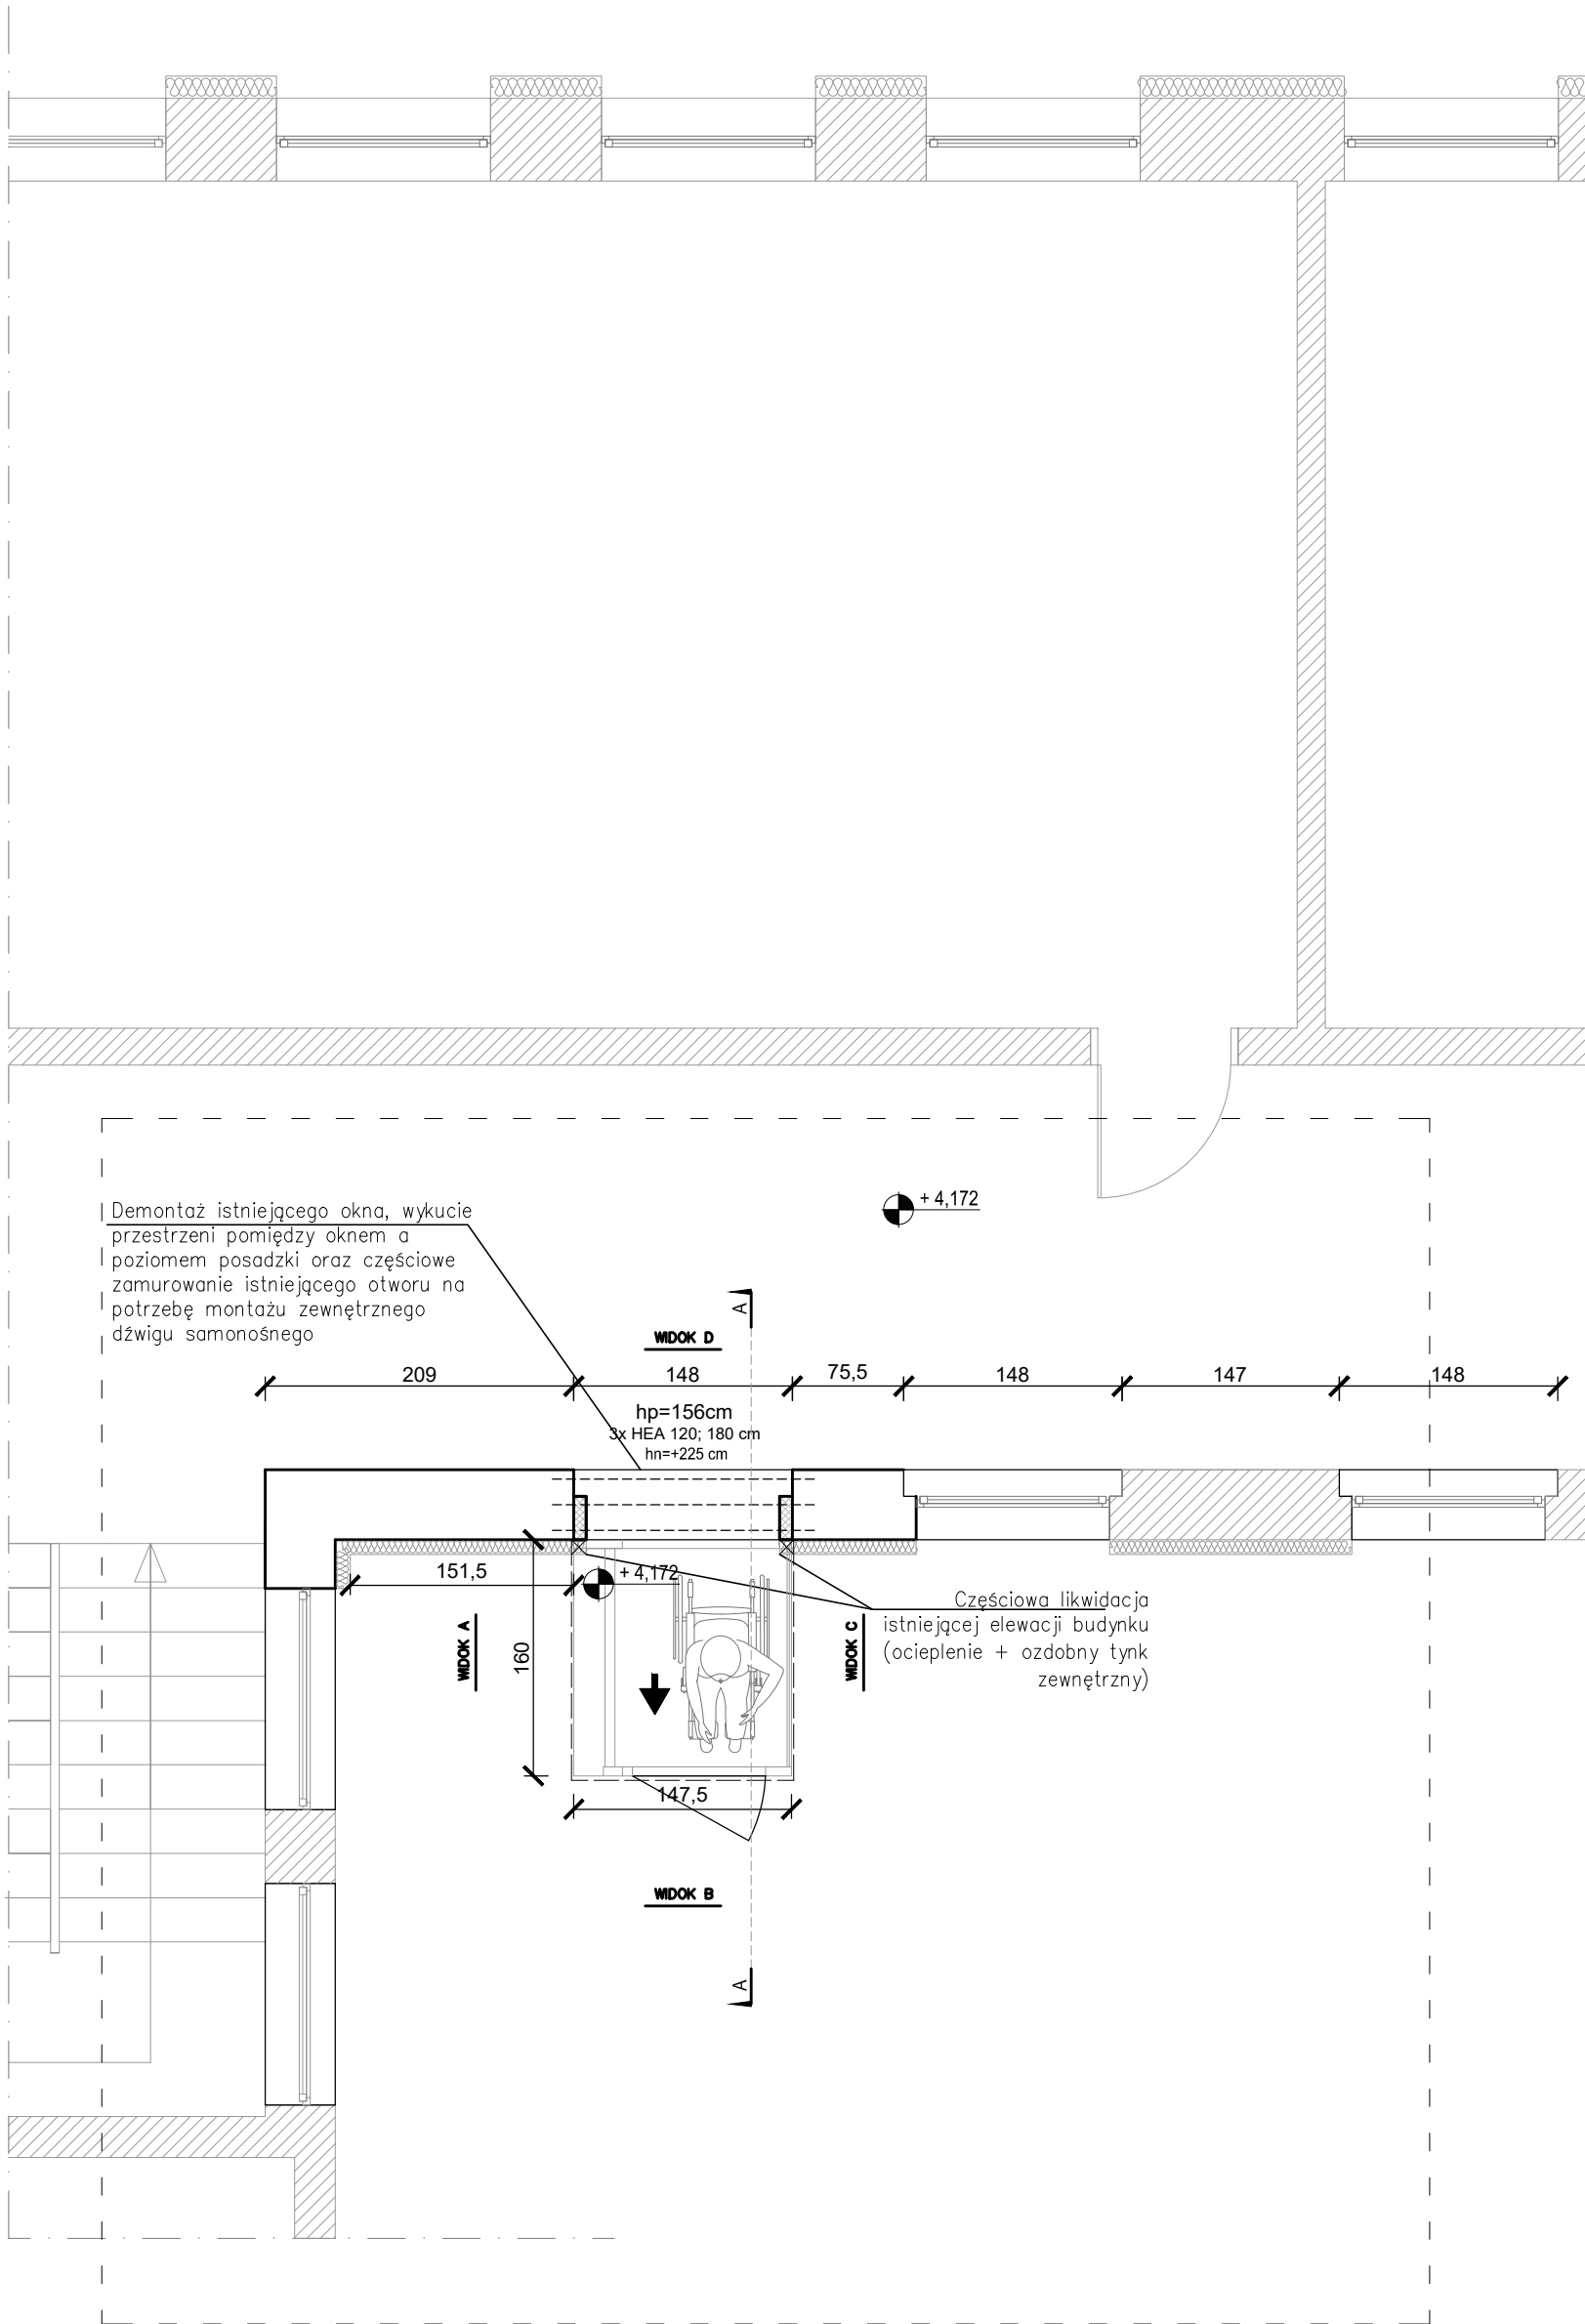 + 4,172
Demontaż istniejącego okna, wykucie
przestrzeni pomiędzy oknem a
poziomem posadzki oraz częściowe
zamurowanie istniejącego otworu na
potrzebę montażu zewnętrznego
dźwigu samonośnego
A
WIDOK D
209
148
75,5
148
147
148
hp=156cm
3x HEA 120; 180 cm
hn=+225 cm
151,5
+ 4,172
Częściowa likwidacja
istniejącej elewacji budynku
(ocieplenie + ozdobny tynk
zewnętrzny)
WIDOK A
160
WIDOK C
147,5
WIDOK B
A